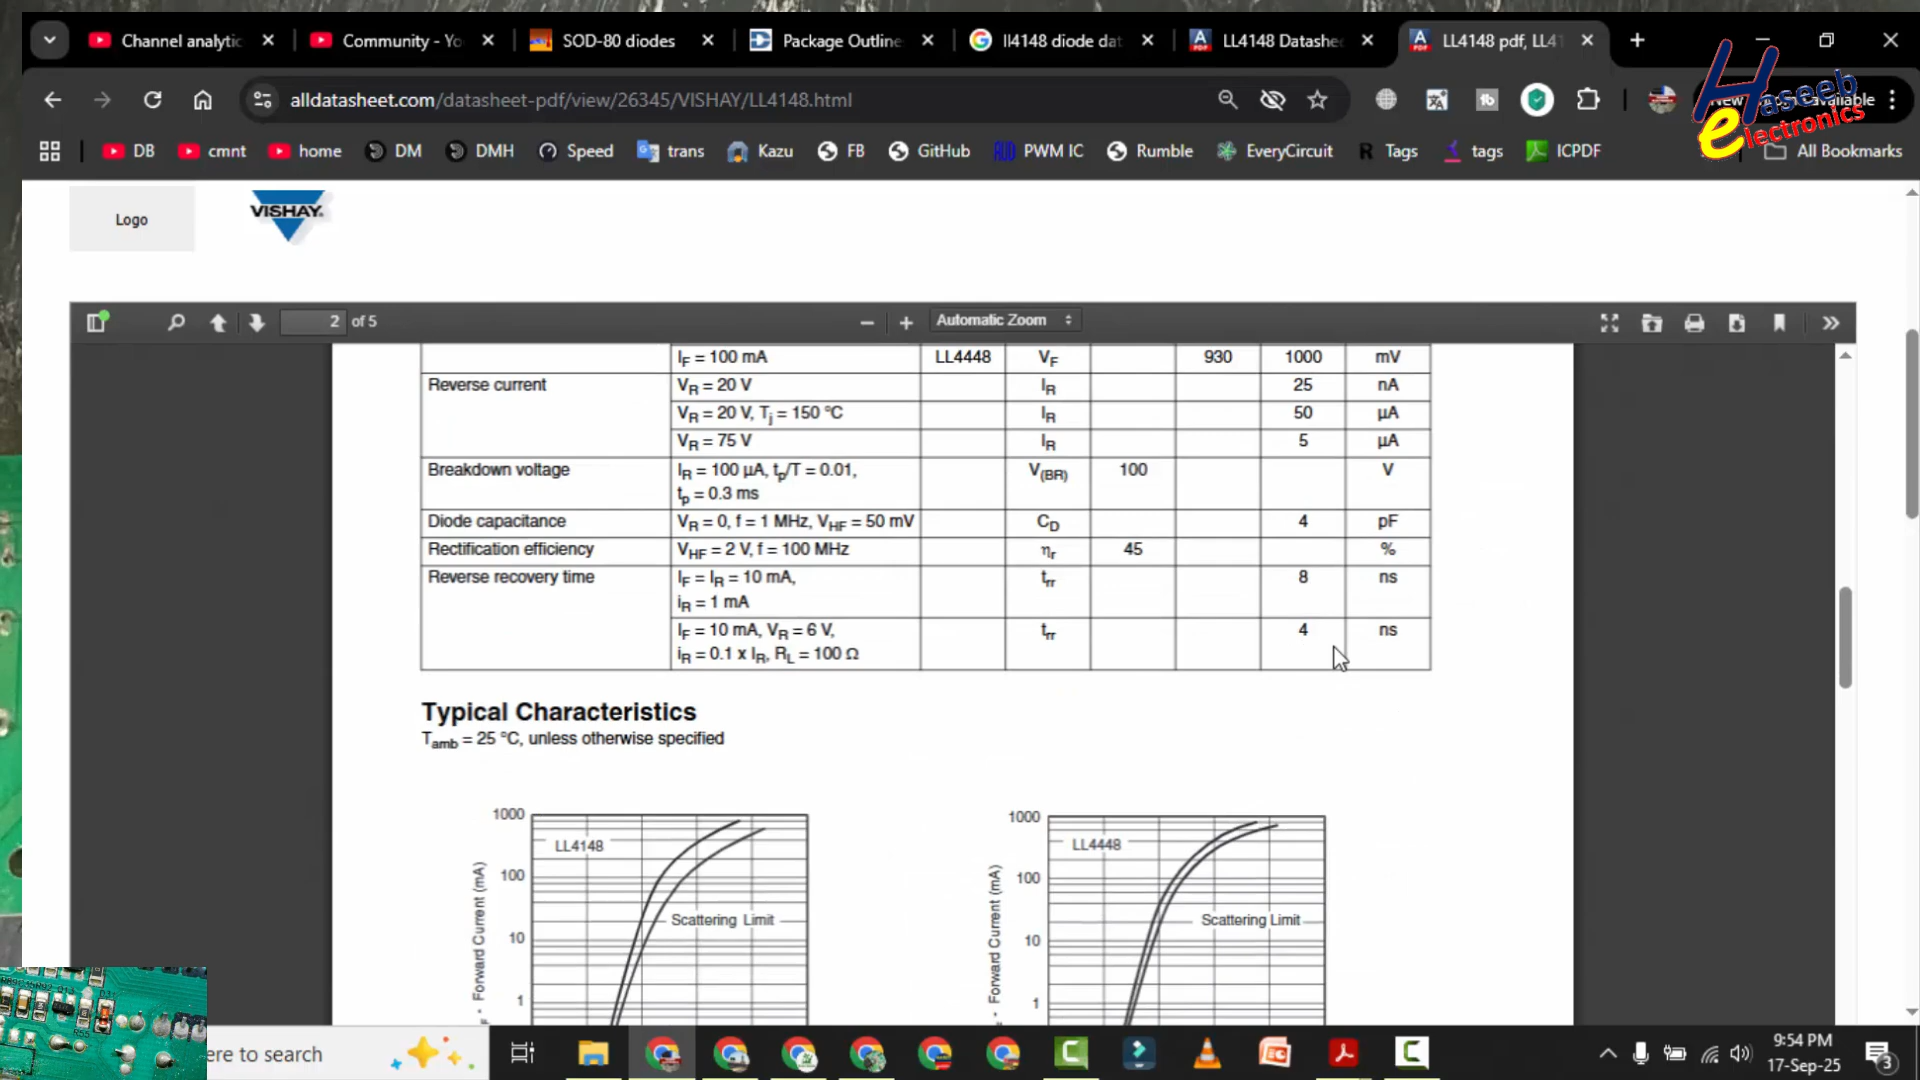 Channel analytic
Community - Yo
SOD-80 diodes
Package Outline
ll4148 diode dat
LL4148 Datashe
LL4148 pdf, LL41
alldatasheet.com/datasheet-pdf/view/26345/VISHAY/LL4148.html
Haseeb
electronics
DB
cmnt
home
DM
DMH
Speed
trans
Kazu
FB
GitHub
PWM IC
Rumble
EveryCircuit
Tags
tags
ICPDF
All Bookmarks
Logo
VISHAY
2 of 5
Automatic Zoom
IF = 100 mA LL4448 VF 930 1000 mV
Reverse current VR = 20 V IR 25 nA
VR = 20 V, Tj = 150 °C IR 50 µA
VR = 75 V IR 5 µA
Breakdown voltage IR = 100 µA, tp/T = 0.01, V(BR) 100 V
tp = 0.3 ms
Diode capacitance VR = 0, f = 1 MHz, VHF = 50 mV CD 4 pF
Rectification efficiency VHF = 2 V, f = 100 MHz ηr 45 %
Reverse recovery time IF = IR = 10 mA, trr 8 ns
iR = 1 mA
IF = 10 mA, VR = 6 V, trr 4 ns
iR = 0.1 x IR, RL = 100 Ω
Typical Characteristics
Tamb = 25 °C, unless otherwise specified
1000
LL4148
100
Scattering Limit
10
1
Forward Current (mA)
1000
LL4448
100
Scattering Limit
10
1
Forward Current (mA)
ere to search
9:54 PM
17-Sep-25
3